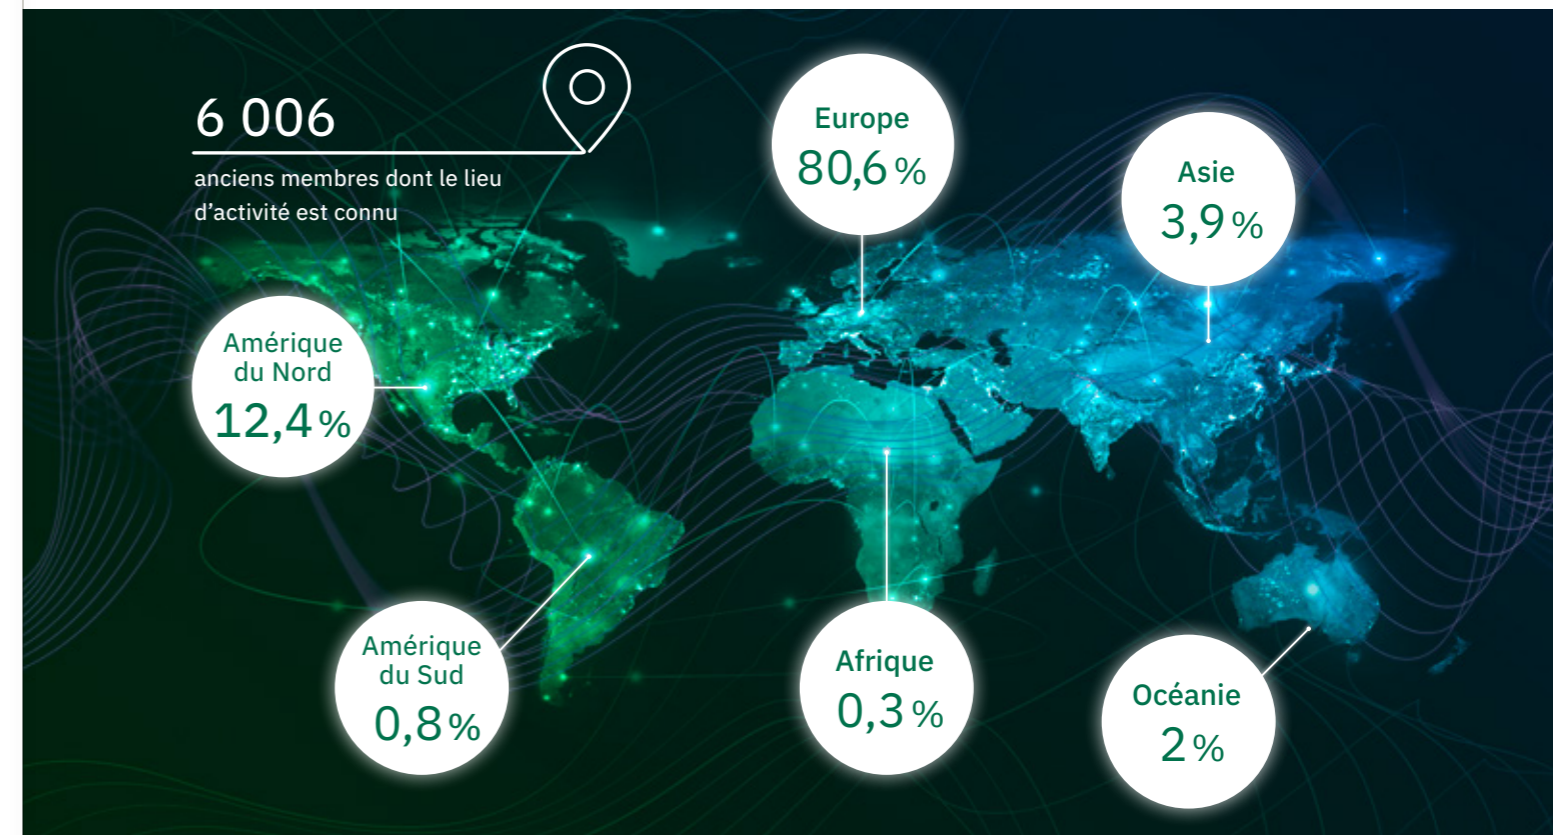 6 006
anciens membres dont le lieu
d’activité est connu
Europe
80,6 %
Asie
3,9 %
Amérique
du Nord
12,4 %
Amérique
du Sud
0,8 %
Afrique
0,3 %
Océanie
2 %